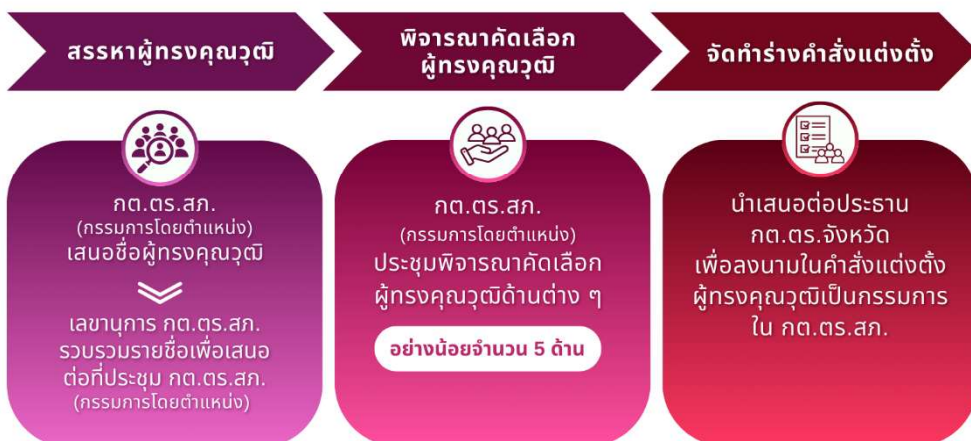 สรรหาผู้ทรงคุณวุฒิ
พิจารณาคัดเลือก
ผู้ทรงคุณวุฒิ
จัดทำร่างคำสั่งแต่งตั้ง
กต.ตร.สภ.
(กรรมการโดยตำแหน่ง)
เสนอชื่อผู้ทรงคุณวุฒิ
เลขานุการ กต.ตร.สภ.
รวบรวมรายชื่อเพื่อเสนอ
ต่อที่ประชุม กต.ตร.สภ.
(กรรมการโดยตำแหน่ง)
กต.ตร.สภ.
(กรรมการโดยตำแหน่ง)
ประชุมพิจารณาคัดเลือก
ผู้ทรงคุณวุฒิด้านต่าง ๆ
อย่างน้อยจำนวน 5 ด้าน
นำเสนอต่อประธาน
กต.ตร.จังหวัด
เพื่อลงนามในคำสั่งแต่งตั้ง
ผู้ทรงคุณวุฒิเป็นกรรมการ
ใน กต.ตร.สภ.